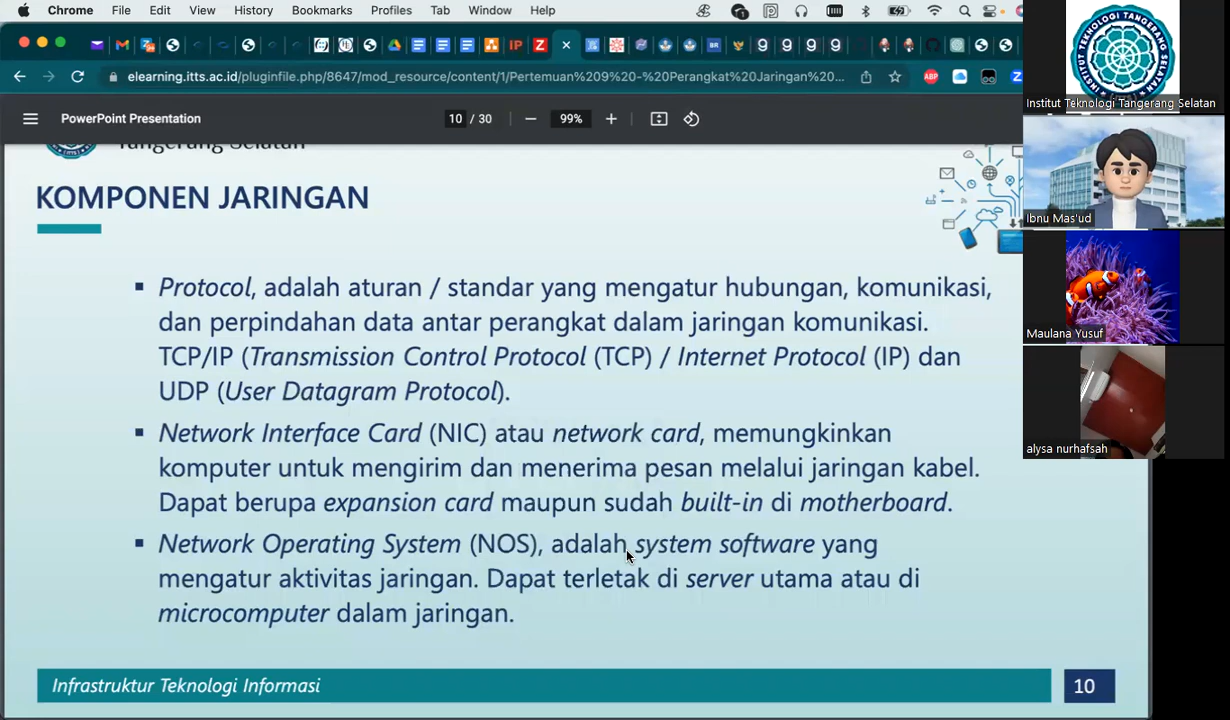 Chrome File Edit View History Bookmarks Profiles Tab Window Help
elearning.itts.ac.id/pluginfile.php/8647/mod_resource/content/1/Pertemuan%209%20-%20Perangkat%20Jaringan%20...
ABP
PowerPoint Presentation 10 / 30 99%
Tangerang Selatan
KOMPONEN JARINGAN
▪ Protocol, adalah aturan / standar yang mengatur hubungan, komunikasi,
dan perpindahan data antar perangkat dalam jaringan komunikasi.
TCP/IP (Transmission Control Protocol (TCP) / Internet Protocol (IP) dan
UDP (User Datagram Protocol).
▪ Network Interface Card (NIC) atau network card, memungkinkan
komputer untuk mengirim dan menerima pesan melalui jaringan kabel.
Dapat berupa expansion card maupun sudah built-in di motherboard.
▪ Network Operating System (NOS), adalah system software yang
mengatur aktivitas jaringan. Dapat terletak di server utama atau di
microcomputer dalam jaringan.
Infrastruktur Teknologi Informasi 10
INSTITUT TEKNOLOGI TANGERANG SELATAN
Institut Teknologi Tangerang Selatan
Ibnu Mas'ud
Maulana Yusuf
alysa nurhafsah